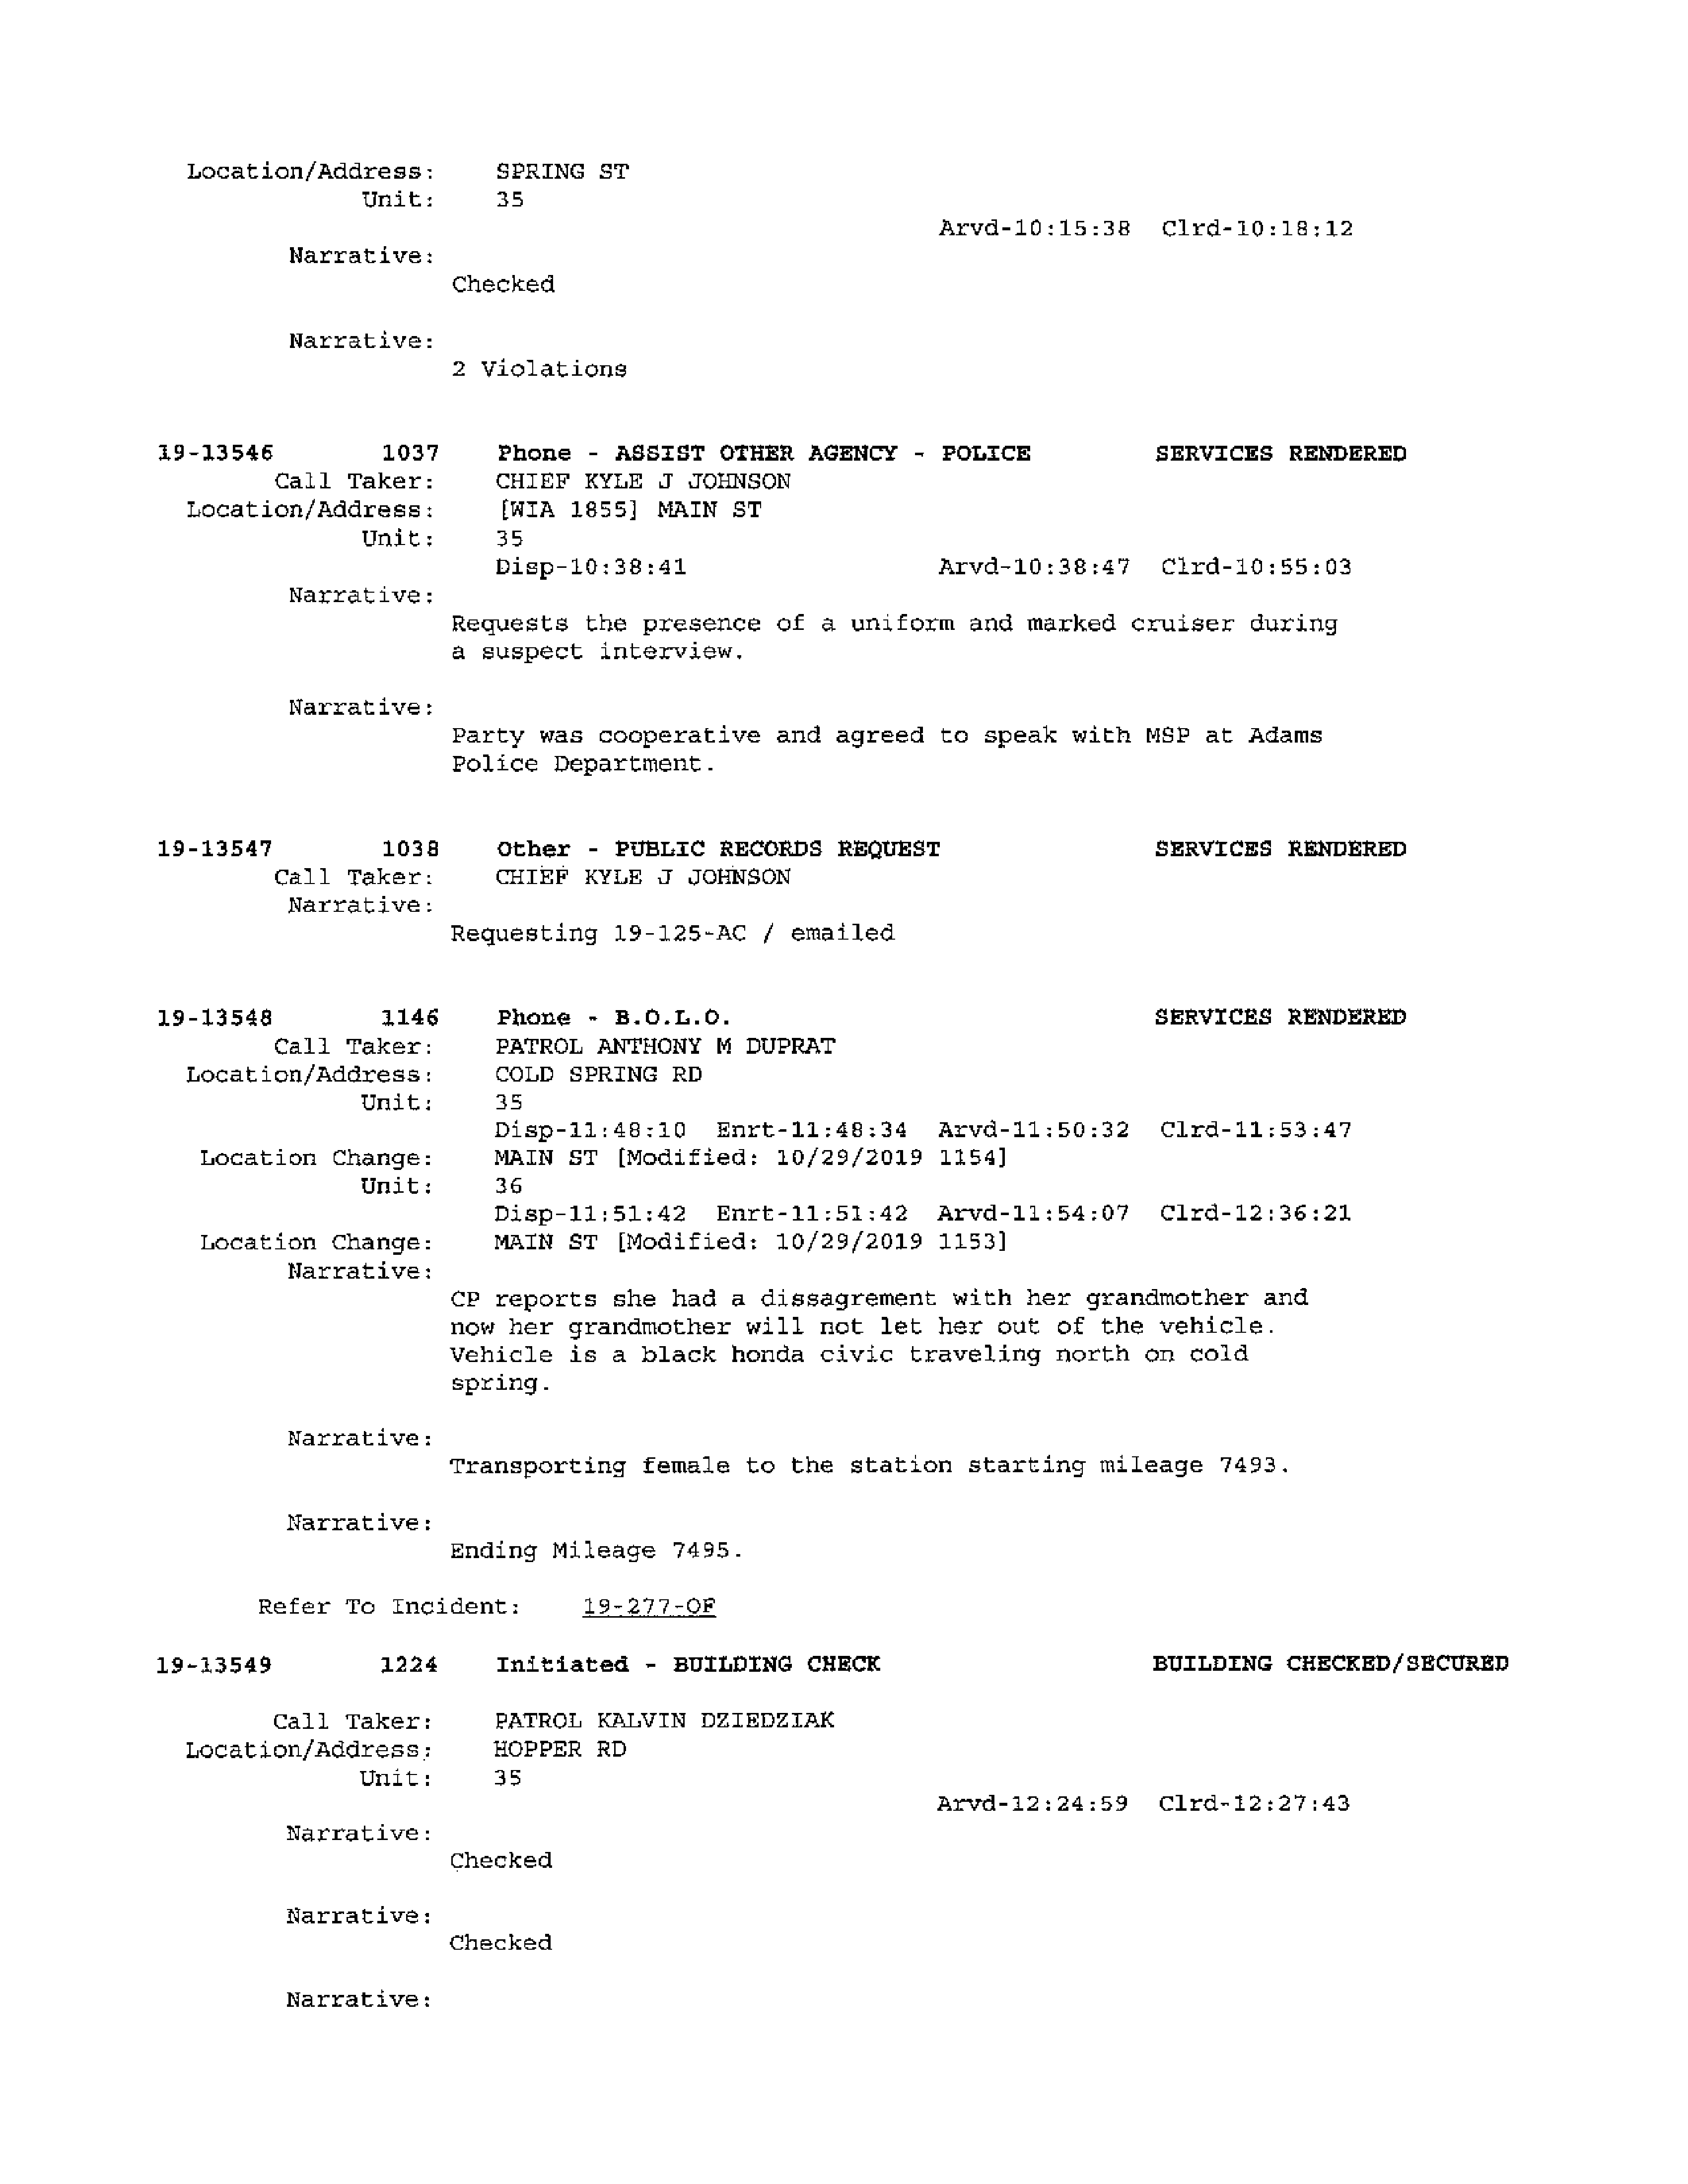 Location/Address: SPRING ST
Unit: 35
Arvd-10:15:38 Clrd-10:18:12
Narrative:
Checked
Narrative:
2 Violations
19-13546 1037 Phone - ASSIST OTHER AGENCY - POLICE SERVICES RENDERED
Call Taker: CHIEF KYLE J JOHNSON
Location/Address: [WIA 1855] MAIN ST
Unit: 35
Disp-10:38:41 Arvd-10:38:47 Clrd-10:55:03
Narrative:
Requests the presence of a uniform and marked cruiser during
a suspect interview.
Narrative:
Party was cooperative and agreed to speak with MSP at Adams
Police Department.
19-13547 1038 Other - PUBLIC RECORDS REQUEST SERVICES RENDERED
Call Taker: CHIEF KYLE J JOHNSON
Narrative:
Requesting 19-125-AC / emailed
19-13548 1146 Phone - B.O.L.O. SERVICES RENDERED
Call Taker: PATROL ANTHONY M DUPRAT
Location/Address: COLD SPRING RD
Unit: 35
Disp-11:48:10 Enrt-11:48:34 Arvd-11:50:32 Clrd-11:53:47
Location Change: MAIN ST [Modified: 10/29/2019 1154]
Unit: 36
Disp-11:51:42 Enrt-11:51:42 Arvd-11:54:07 Clrd-12:36:21
Location Change: MAIN ST [Modified: 10/29/2019 1153]
Narrative:
CP reports she had a dissagrement with her grandmother and
now her grandmother will not let her out of the vehicle.
Vehicle is a black honda civic traveling north on cold
spring.
Narrative:
Transporting female to the station starting mileage 7493.
Narrative:
Ending Mileage 7495.
Refer To Incident: 19-277-OF
19-13549 1224 Initiated - BUILDING CHECK BUILDING CHECKED/SECURED
Call Taker: PATROL KALVIN DZIEDZIAK
Location/Address: HOPPER RD
Unit: 35
Arvd-12:24:59 Clrd-12:27:43
Narrative:
Checked
Narrative:
Checked
Narrative: